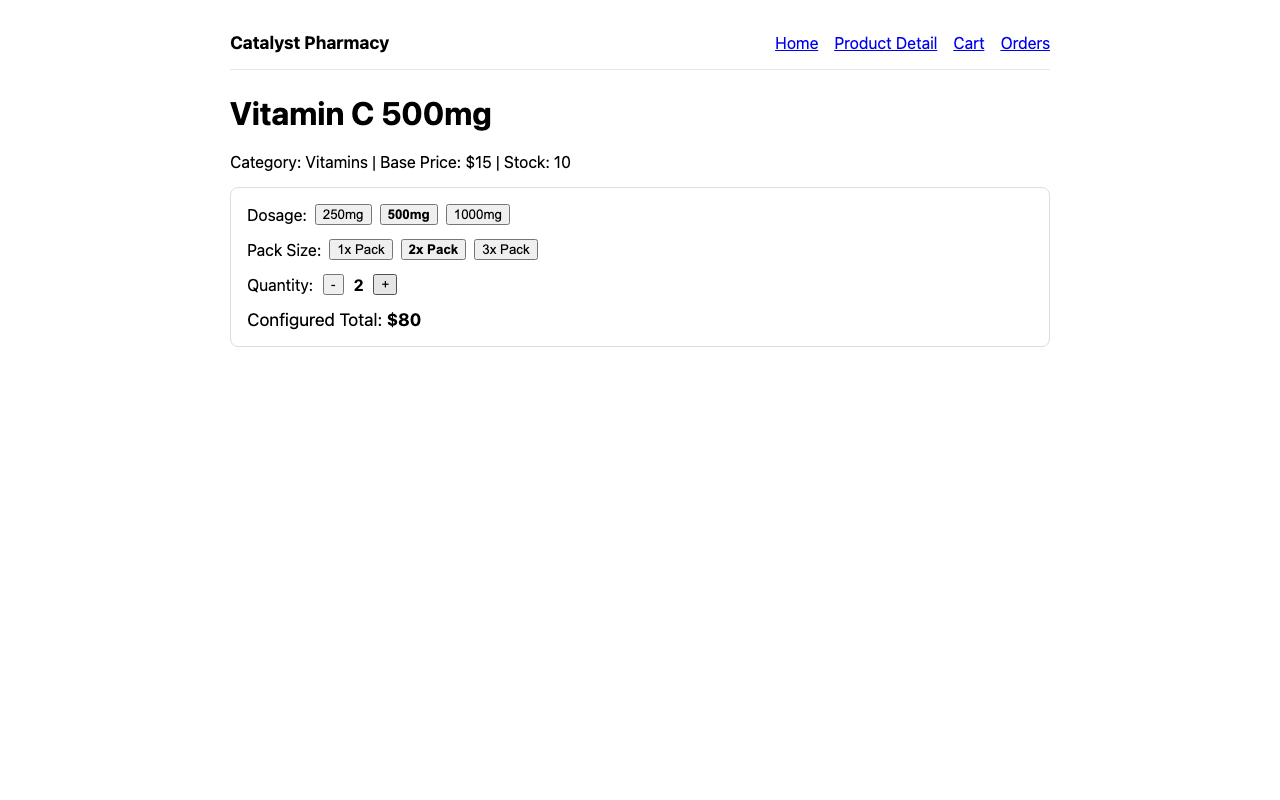 Catalyst Pharmacy Home Product Detail Cart Orders
Vitamin C 500mg
Category: Vitamins | Base Price: $15 | Stock: 10
Dosage: 250mg 500mg 1000mg
Pack Size: 1x Pack 2x Pack 3x Pack
Quantity: - 2 +
Configured Total: $80